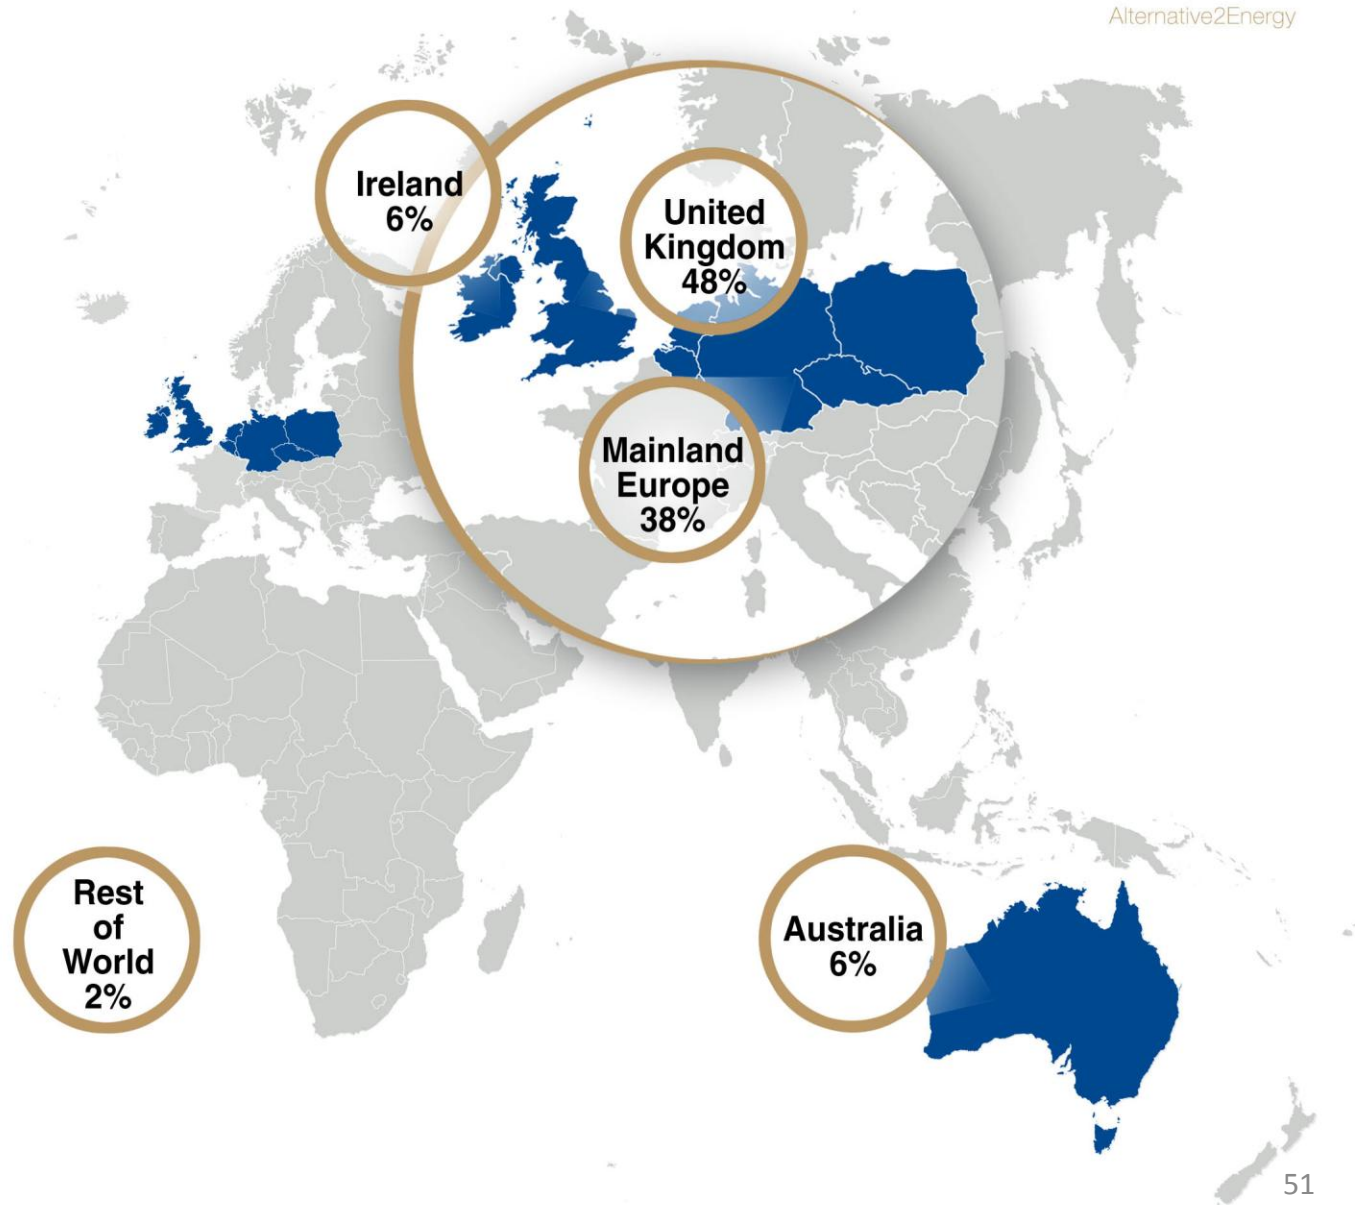 Alternative2Energy
Ireland
6%
United
Kingdom
48%
Mainland
Europe
38%
Rest
of
World
2%
Australia
6%
51